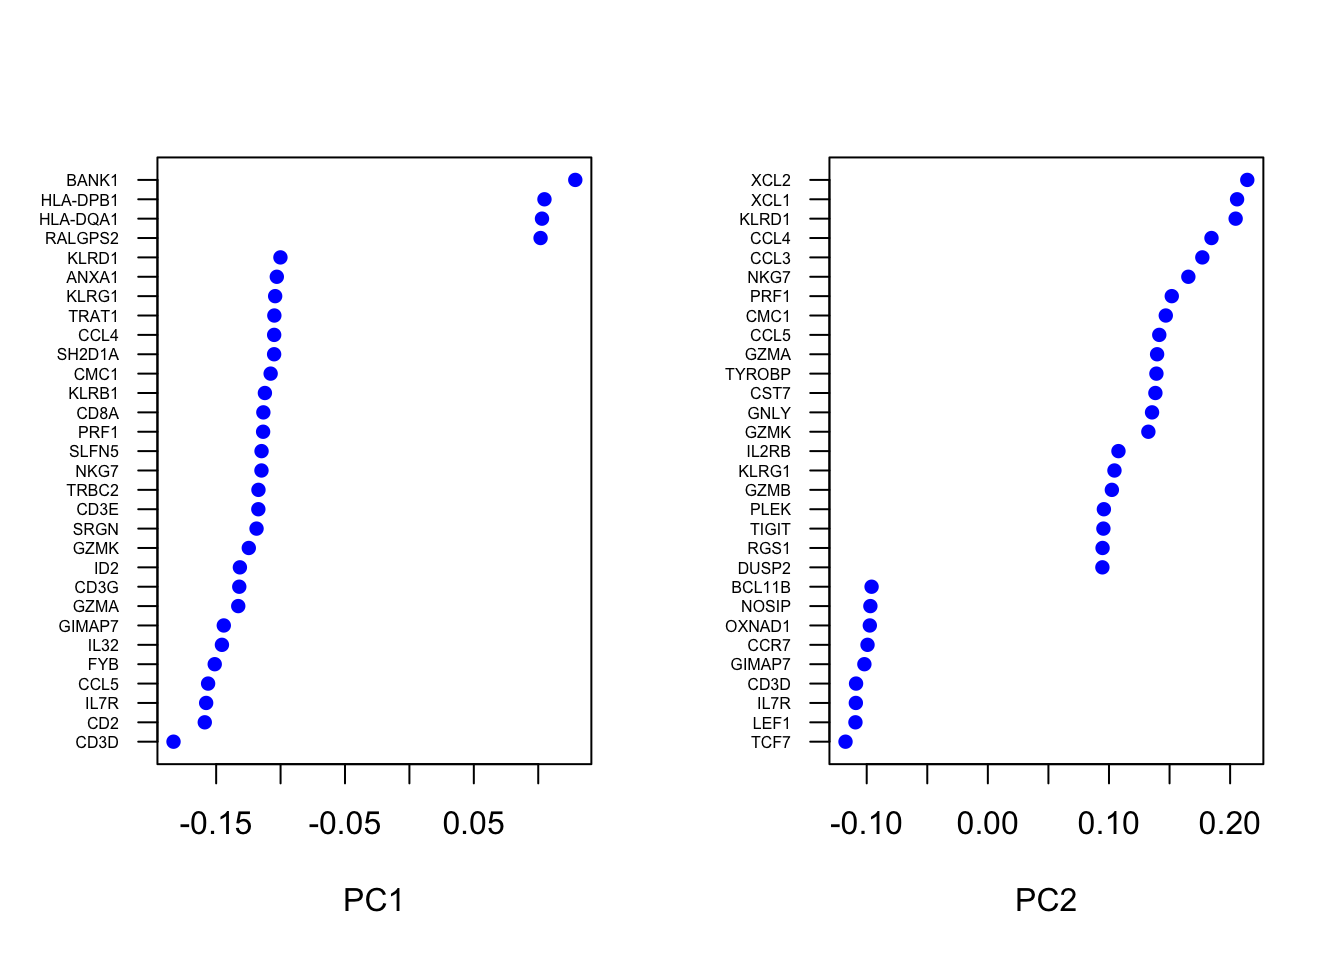 BANK1
HLA-DPB1
HLA-DQA1
RALGPS2
KLRD1
ANXA1
KLRG1
TRAT1
CCL4
SH2D1A
CMC1
KLRB1
CD8A
PRF1
SLFN5
NKG7
TRBC2
CD3E
SRGN
GZMK
ID2
CD3G
GZMA
GIMAP7
IL32
FYB
CCL5
IL7R
CD2
CD3D
-0.15 -0.05 0.05
PC1
XCL2
XCL1
KLRD1
CCL4
CCL3
NKG7
PRF1
CMC1
CCL5
GZMA
TYROBP
CST7
GNLY
GZMK
IL2RB
KLRG1
GZMB
PLEK
TIGIT
RGS1
DUSP2
BCL11B
NOSIP
OXNAD1
CCR7
GIMAP7
CD3D
IL7R
LEF1
TCF7
-0.10 0.00 0.10 0.20
PC2